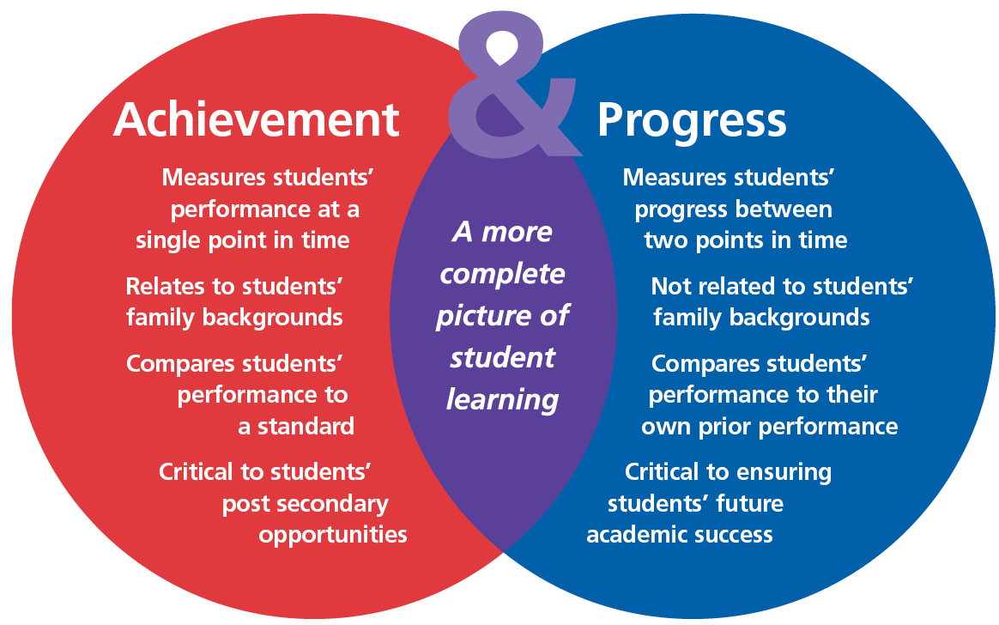 &
Achievement
Measures students’
performance at a
single point in time
Relates to students’
family backgrounds
Compares students’
performance to
a standard
Critical to students’
post secondary
opportunities
A more
complete
picture of
student
learning
Progress
Measures students’
progress between
two points in time
Not related to students’
family backgrounds
Compares students’
performance to their
own prior performance
Critical to ensuring
students’ future
academic success